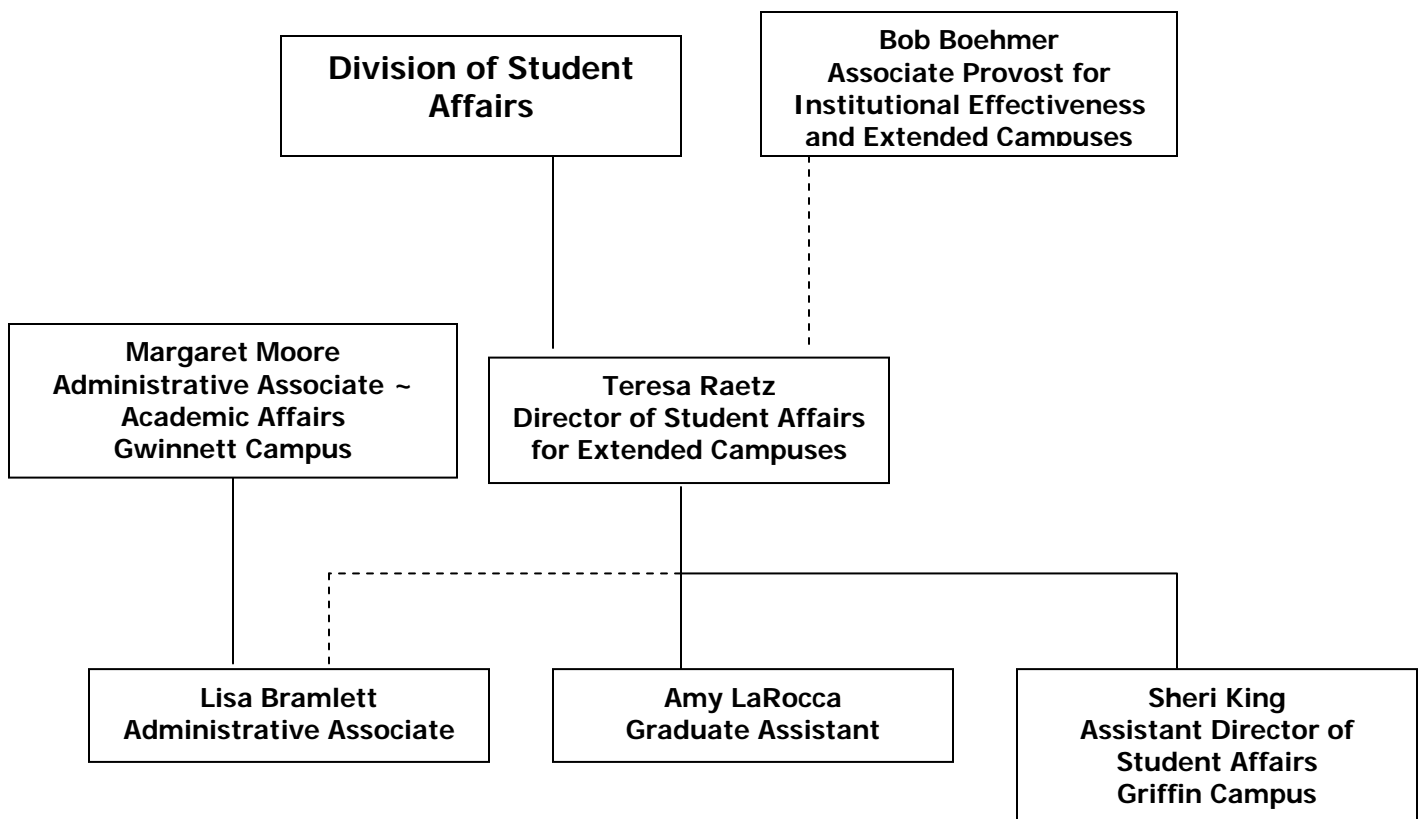 Division of Student
Affairs
Bob Boehmer
Associate Provost for
Institutional Effectiveness
and Extended Campuses
Margaret Moore
Administrative Associate ~
Academic Affairs
Gwinnett Campus
Teresa Raetz
Director of Student Affairs
for Extended Campuses
Lisa Bramlett
Administrative Associate
Amy LaRocca
Graduate Assistant
Sheri King
Assistant Director of
Student Affairs
Griffin Campus